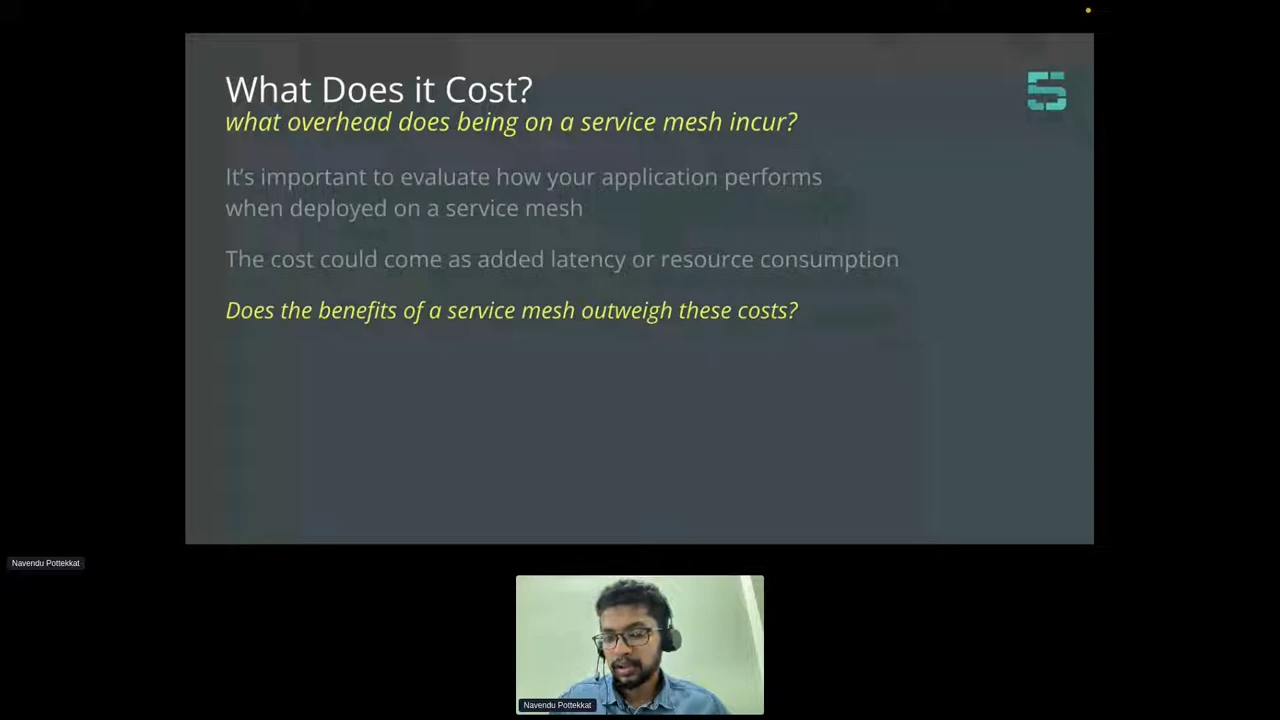 What Does it Cost?
what overhead does being on a service mesh incur?
It's important to evaluate how your application performs
when deployed on a service mesh
The cost could come as added latency or resource consumption
Does the benefits of a service mesh outweigh these costs?
Navendu Pottekkat
Navendu Pottekkat